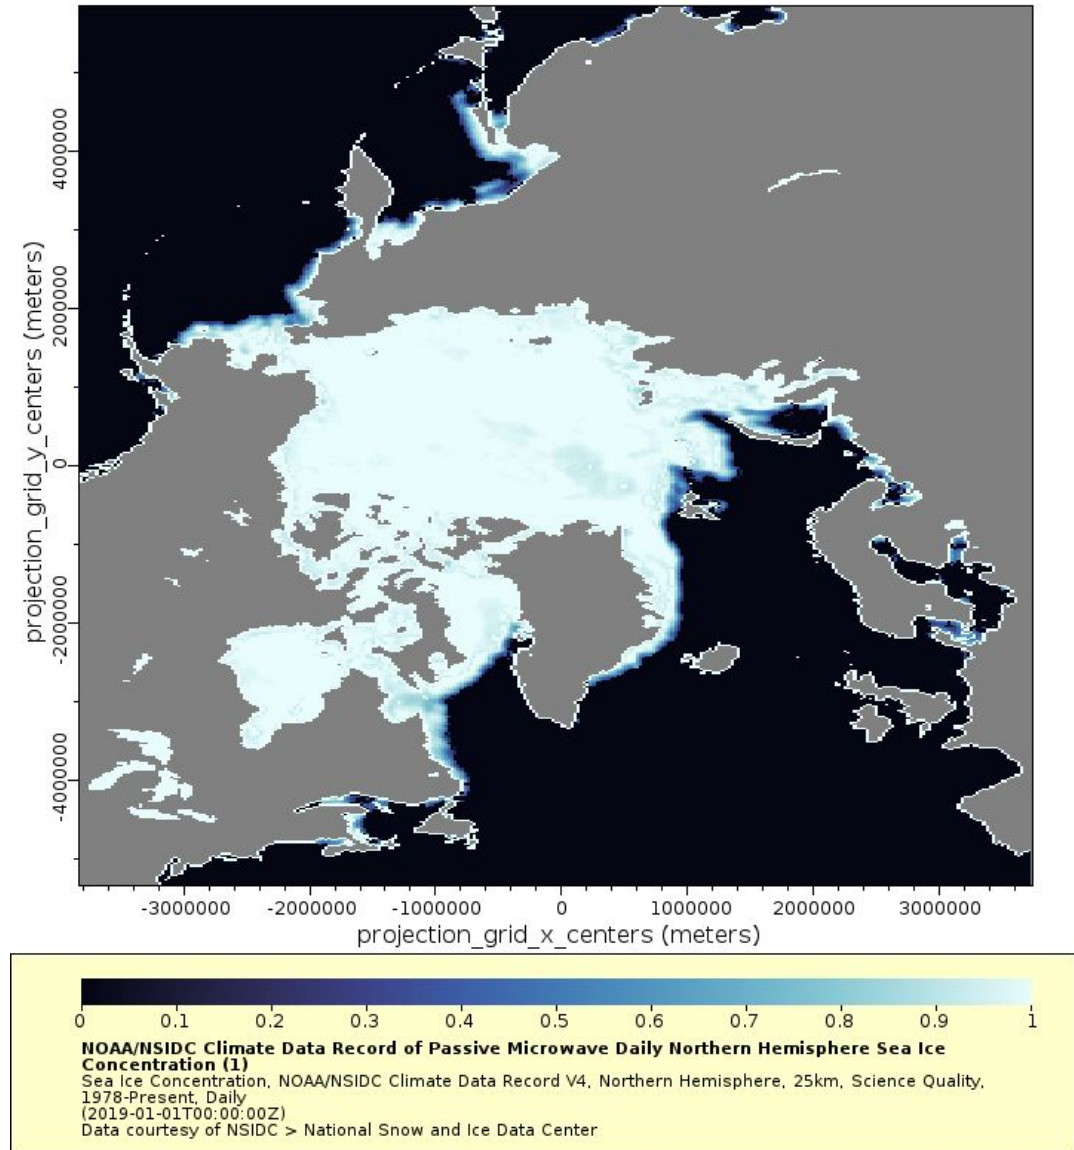 projection_grid_y_centers (meters)
4000000
2000000
0
-2000000
-4000000
-3000000 -2000000 -1000000 0 1000000 2000000 3000000
projection_grid_x_centers (meters)
0 0.1 0.2 0.3 0.4 0.5 0.6 0.7 0.8 0.9 1
NOAA/NSIDC Climate Data Record of Passive Microwave Daily Northern Hemisphere Sea Ice
Concentration (1)
Sea Ice Concentration, NOAA/NSIDC Climate Data Record V4, Northern Hemisphere, 25km, Science Quality,
1978-Present, Daily
(2019-01-01T00:00:00Z)
Data courtesy of NSIDC > National Snow and Ice Data Center